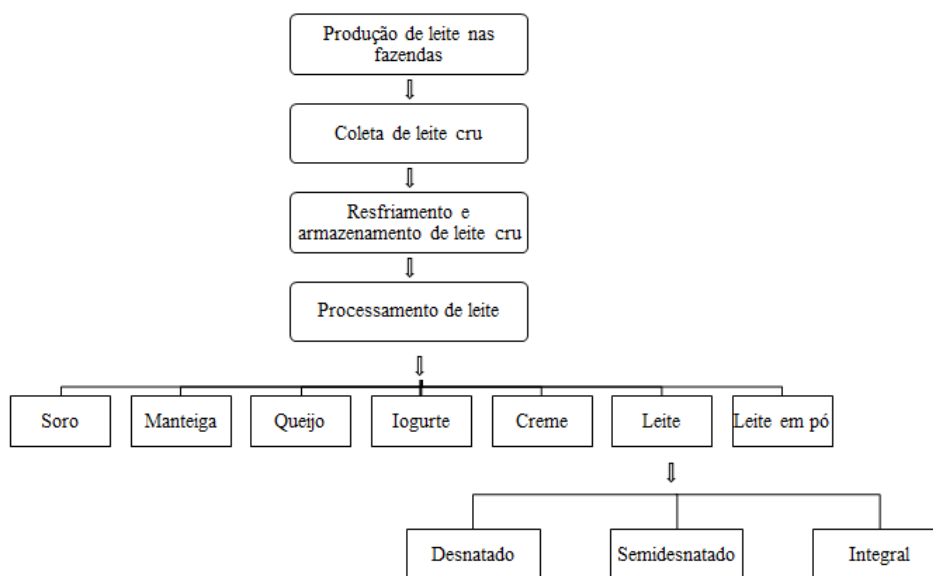 Produção de leite nas
fazendas
Coleta de leite cru
Resfriamento e
armazenamento de leite cru
Processamento de leite
Soro
Manteiga
Queijo
Iogurte
Creme
Leite
Leite em pó
Desnatado
Semidesnatado
Integral